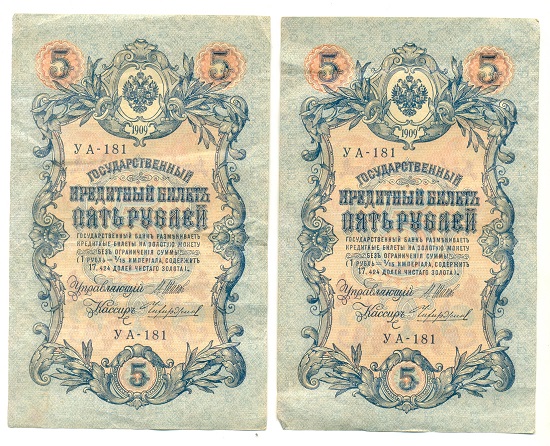 5 5
1909
УА-181
ГОСУДАРСТВЕННЫЙ
КРЕДИТНЫЙ БИЛЕТЪ
ПЯТЬ РУБЛЕЙ
ГОСУДАРСТВЕННЫЙ БАНКЪ РАЗМѢНИВАЕТЪ
КРЕДИТНЫЕ БИЛЕТЫ НА ЗОЛОТУЮ МОНЕТУ
БЕЗЪ ОГРАНИЧЕНІЯ СУММЫ
(1 РУБЛЬ = 1/15 ИМПЕРІАЛА, СОДЕРЖИТЪ
17,424 ДОЛЕЙ ЧИСТАГО ЗОЛОТА).
Управляющій
Кассиръ
УА-181
5
5 5
1909
УА-181
ГОСУДАРСТВЕННЫЙ
КРЕДИТНЫЙ БИЛЕТЪ
ПЯТЬ РУБЛЕЙ
ГОСУДАРСТВЕННЫЙ БАНКЪ РАЗМѢНИВАЕТЪ
КРЕДИТНЫЕ БИЛЕТЫ НА ЗОЛОТУЮ МОНЕТУ
БЕЗЪ ОГРАНИЧЕНІЯ СУММЫ
(1 РУБЛЬ = 1/15 ИМПЕРІАЛА, СОДЕРЖИТЪ
17,424 ДОЛЕЙ ЧИСТАГО ЗОЛОТА).
Управляющій
Кассиръ
УА-181
5